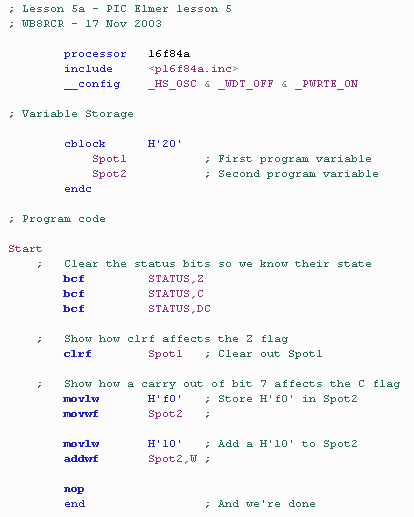 ; Lesson 5a - PIC Elmer lesson 5
; WB8RCR - 17 Nov 2003
processor 16f84a
include <p16f84a.inc>
__config _HS_OSC & _WDT_OFF & _PWRTE_ON
; Variable Storage
cblock H'20'
Spot1 ; First program variable
Spot2 ; Second program variable
endc
; Program code
Start
; Clear the status bits so we know their state
bcf STATUS,Z
bcf STATUS,C
bcf STATUS,DC
; Show how clrf affects the Z flag
clrf Spot1 ; Clear out Spot1
; Show how a carry out of bit 7 affects the C flag
movlw H'f0' ; Store H'f0' in Spot2
movwf Spot2 ;
movlw H'10' ; Add a H'10' to Spot2
addwf Spot2,W ;
nop
end ; And we're done